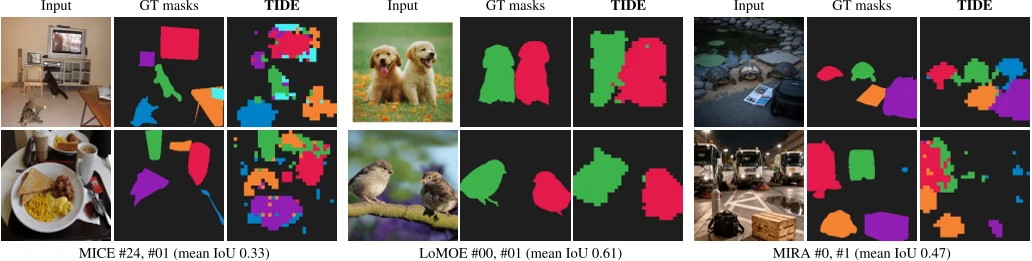 Input GT masks TIDE Input GT masks TIDE Input GT masks TIDE
MICE #24, #01 (mean IoU 0.33) LoMOE #00, #01 (mean IoU 0.61) MIRA #0, #1 (mean IoU 0.47)